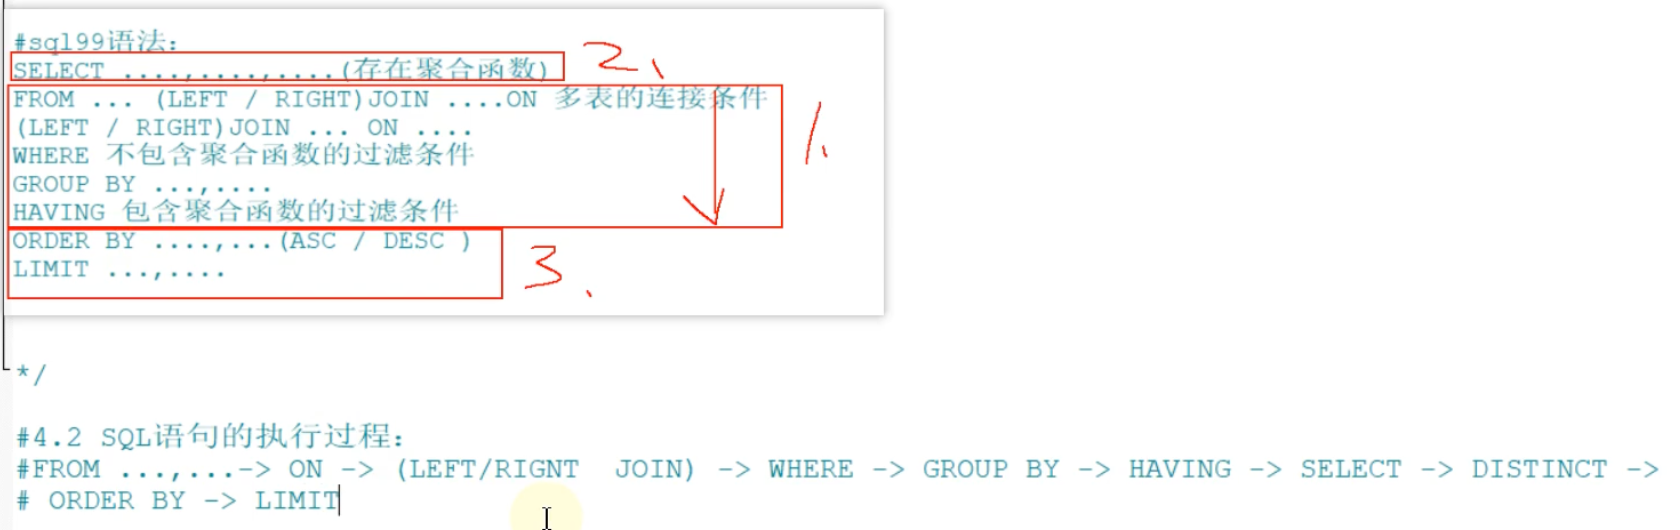 #sql99语法：
SELECT ....,....,....(存在聚合函数) 2、
FROM ... (LEFT / RIGHT)JOIN ....ON 多表的连接条件
(LEFT / RIGHT)JOIN ... ON .... 1.
WHERE 不包含聚合函数的过滤条件
GROUP BY ...,....
HAVING 包含聚合函数的过滤条件
ORDER BY ....,...(ASC / DESC )
LIMIT ...,.... 3.
*/
#4.2 SQL语句的执行过程：
#FROM ...,...-> ON -> (LEFT/RIGNT  JOIN) -> WHERE -> GROUP BY -> HAVING -> SELECT -> DISTINCT ->
# ORDER BY -> LIMIT